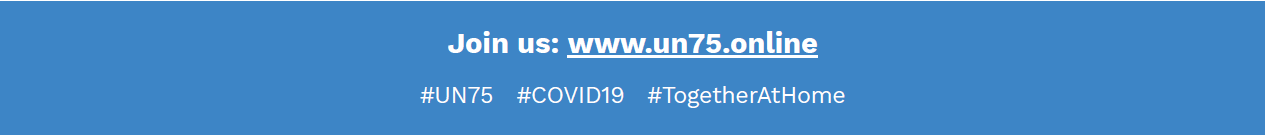 Join us: www.un75.online
#UN75 #COVID19 #TogetherAtHome